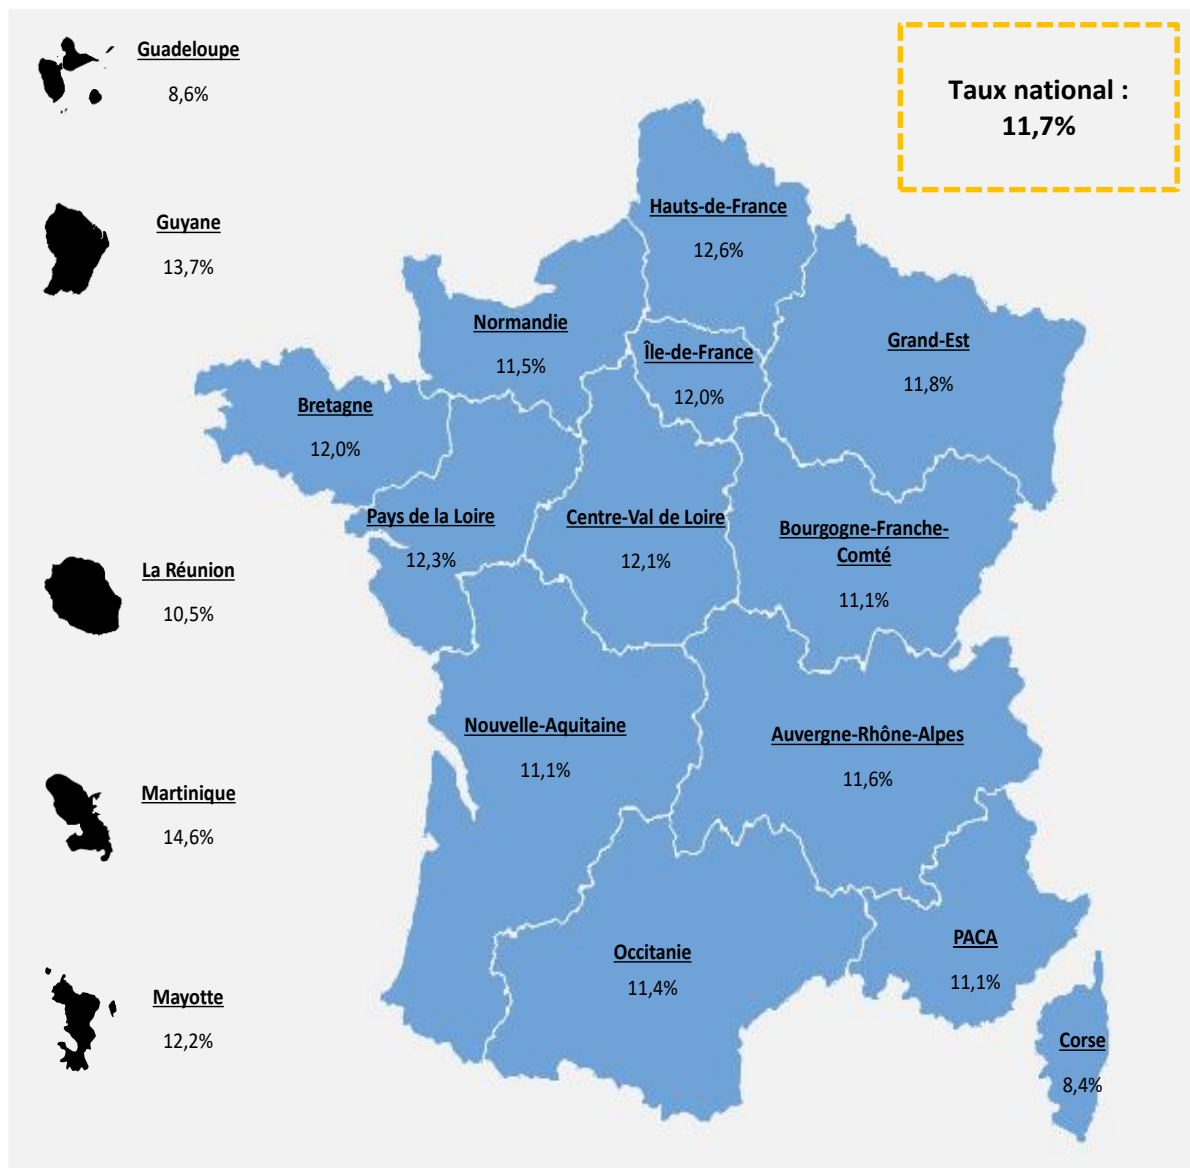 Guadeloupe
8,6%
Guyane
13,7%
La Réunion
10,5%
Martinique
14,6%
Mayotte
12,2%
Taux national :
11,7%
Hauts-de-France
12,6%
Normandie
11,5%
Île-de-France
12,0%
Grand-Est
11,8%
Bretagne
12,0%
Pays de la Loire
12,3%
Centre-Val de Loire
12,1%
Bourgogne-Franche-
Comté
11,1%
Nouvelle-Aquitaine
11,1%
Auvergne-Rhône-Alpes
11,6%
Occitanie
11,4%
PACA
11,1%
Corse
8,4%